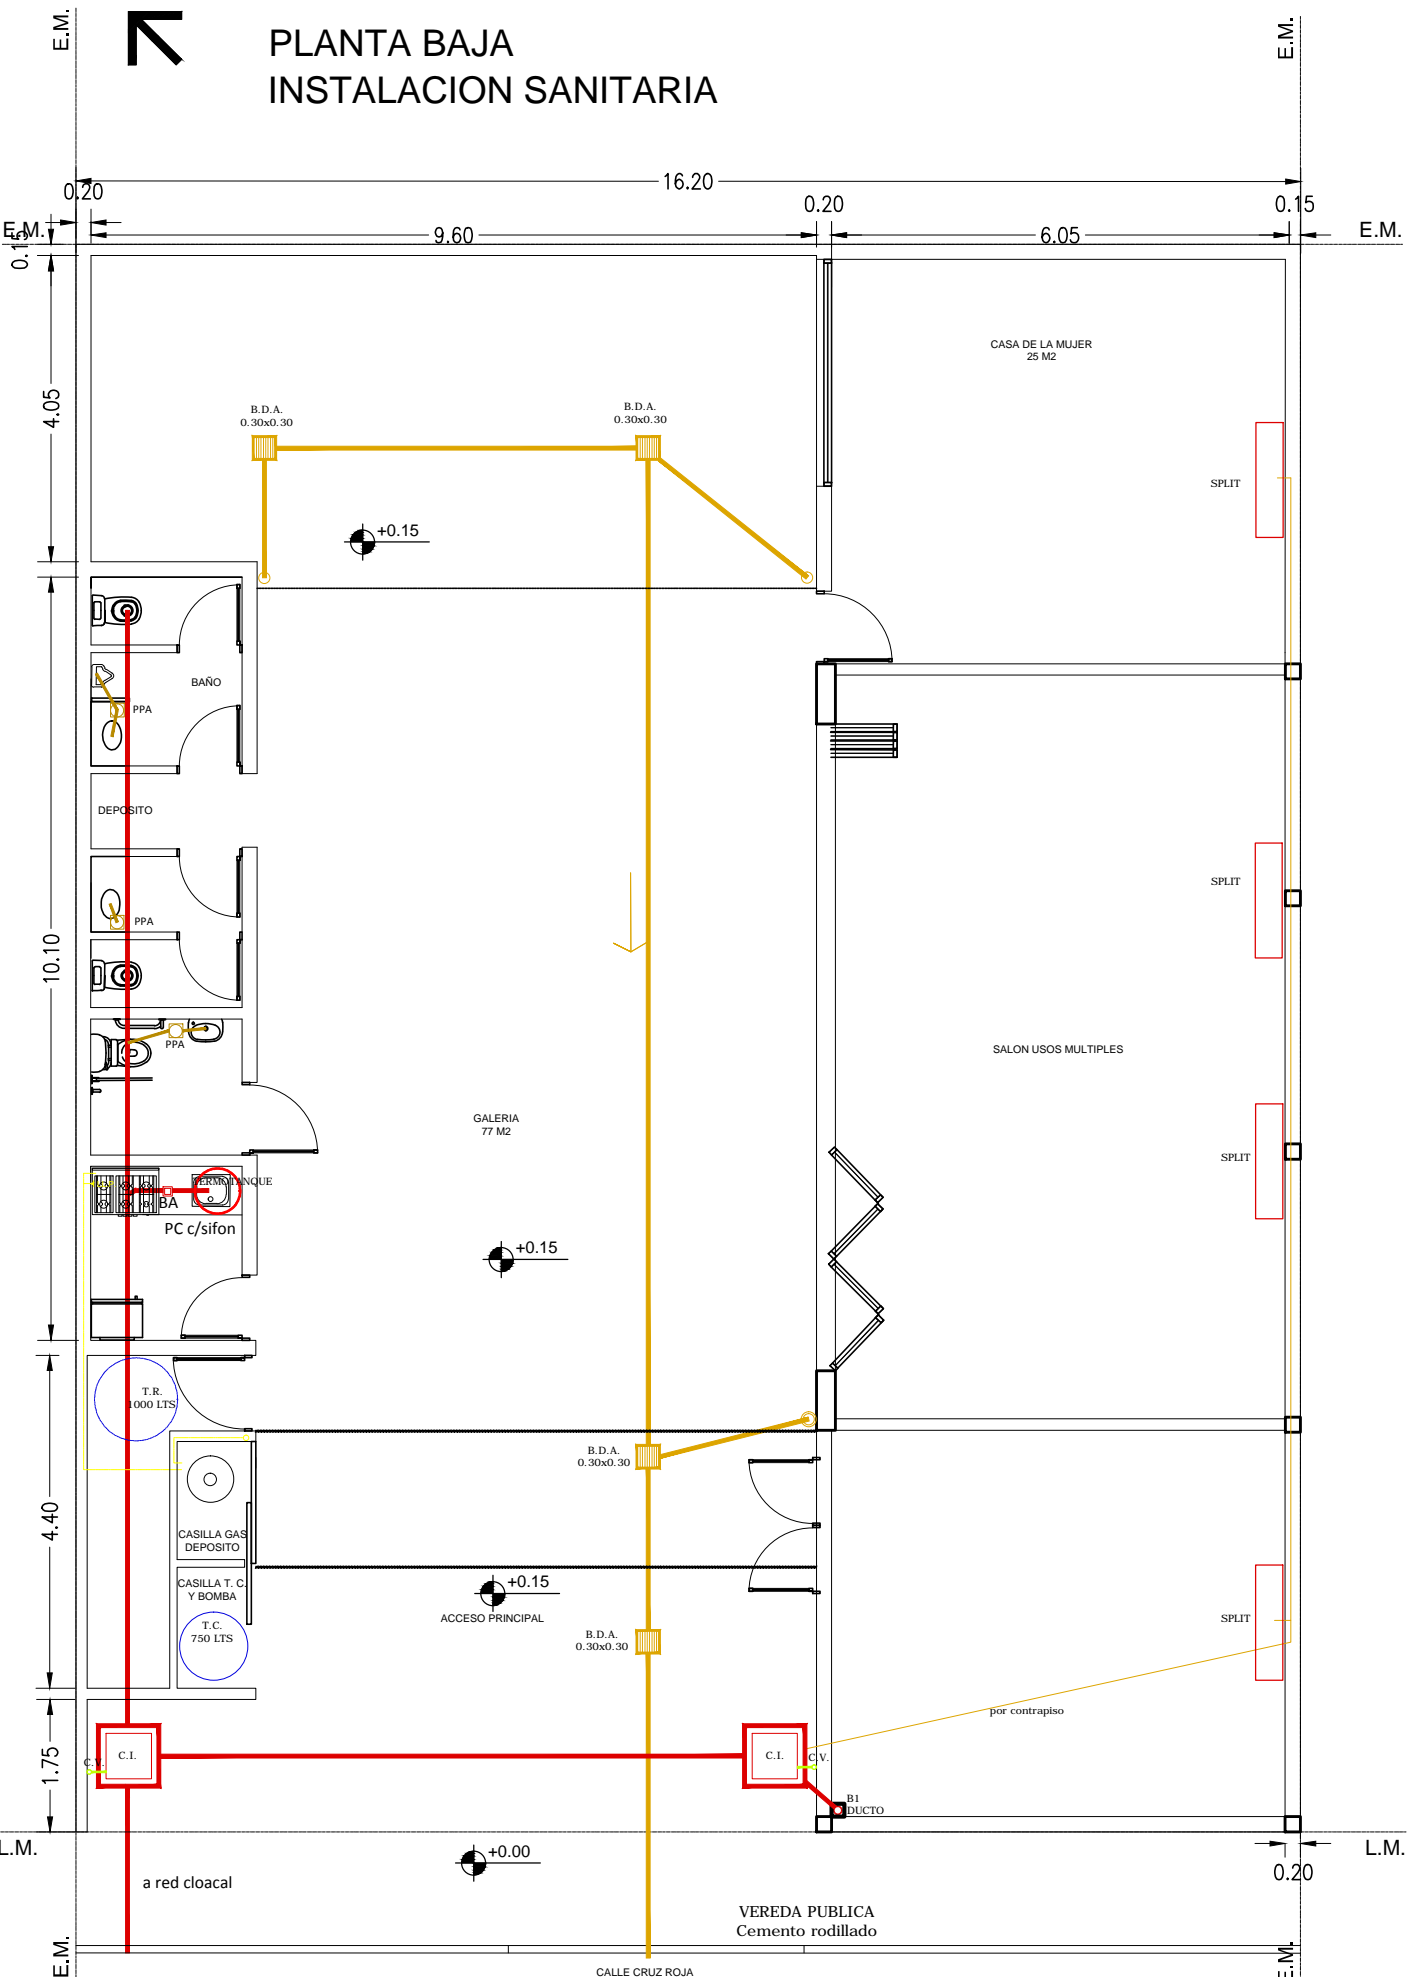 E.M.
E.M.
PLANTA BAJA
INSTALACION SANITARIA
16.20
0.20
0.20
0.15
E.M.
9.60
6.05
E.M.
0.15
CASA DE LA MUJER
25 M2
4.05
B.D.A.
0.30x0.30
B.D.A.
0.30x0.30
SPLIT
+0.15
BAÑO
PPA
DEPOSITO
SPLIT
PPA
10.10
PPA
SALON USOS MULTIPLES
GALERIA
77 M2
SPLIT
TERMOTANQUE
BA
PC c/sifon
+0.15
T.R.
1000 LTS
B.D.A.
0.30x0.30
4.40
CASILLA GAS
DEPOSITO
CASILLA T. C.
Y BOMBA
+0.15
ACCESO PRINCIPAL
T.C.
750 LTS
B.D.A.
0.30x0.30
SPLIT
por contrapiso
1.75
C.V.
C.I.
C.I.
C.V.
B1
DUCTO
L.M.
+0.00
L.M.
0.20
a red cloacal
VEREDA PUBLICA
Cemento rodillado
E.M.
E.M.
CALLE CRUZ ROJA